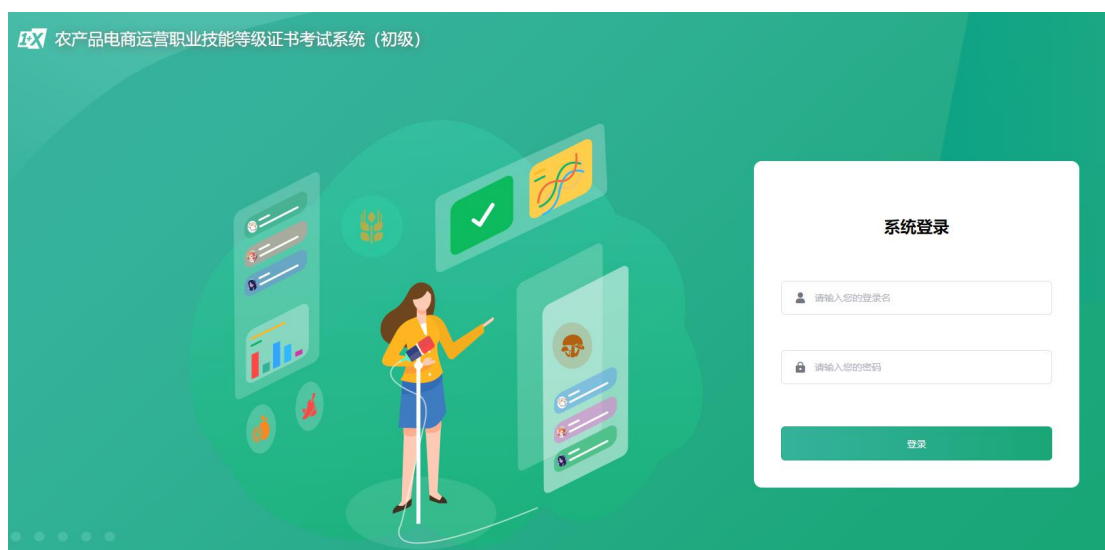 1+X 农产品电商运营职业技能等级证书考试系统（初级）
系统登录
请输入您的登录名
请输入您的密码
登录